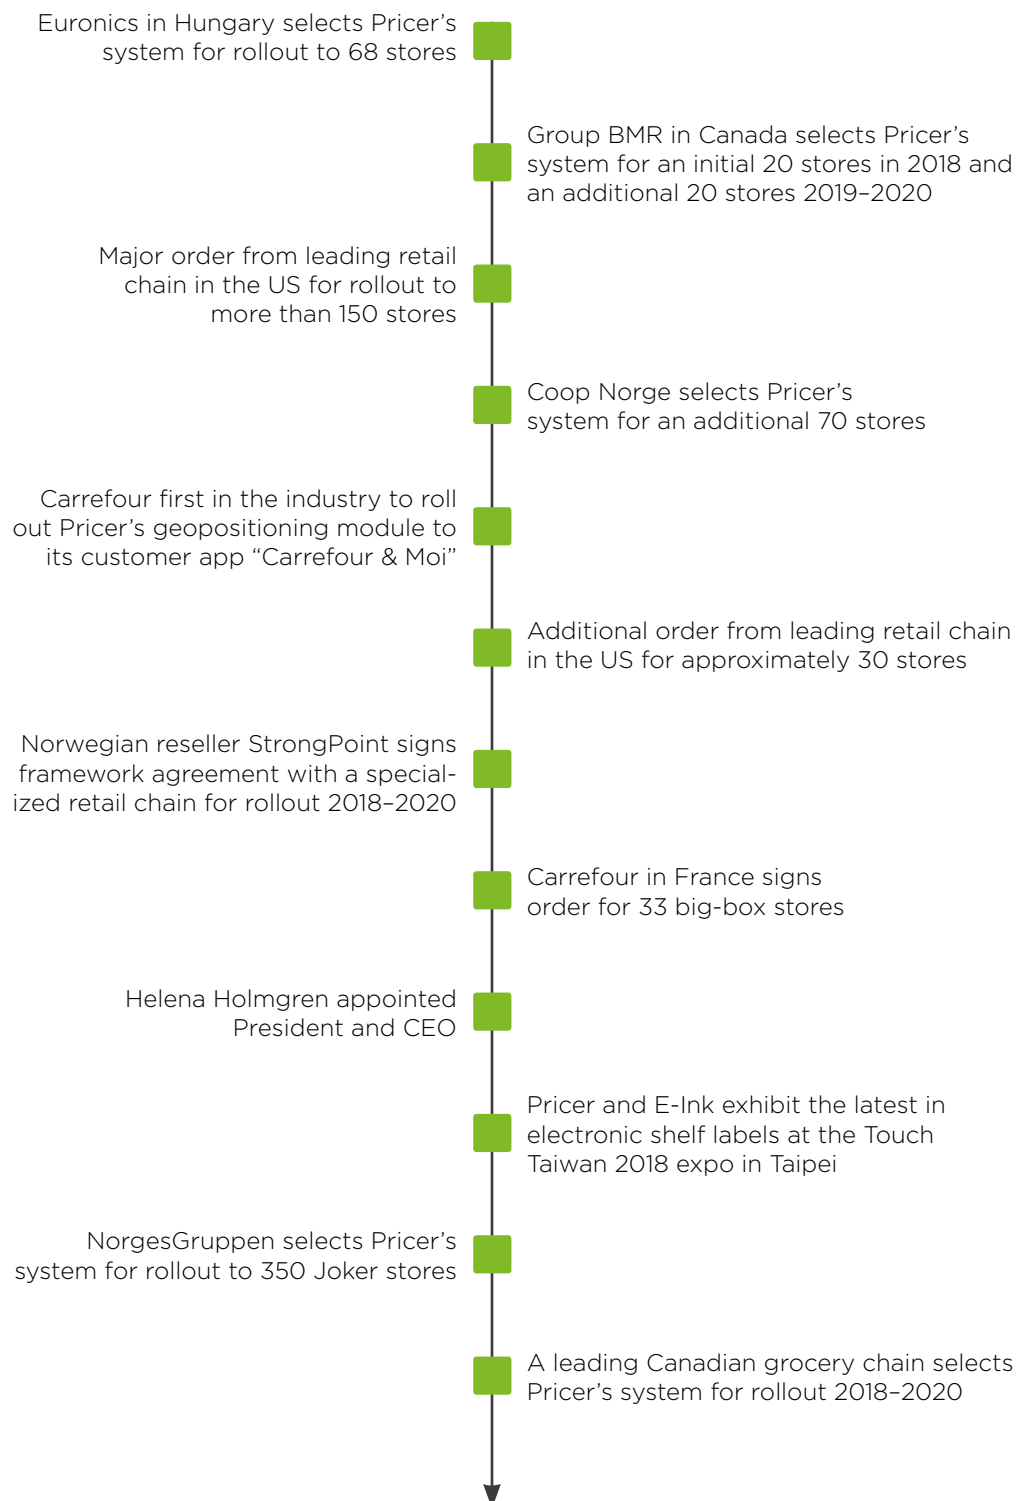 Euronics in Hungary selects Pricer’s
system for rollout to 68 stores
Group BMR in Canada selects Pricer’s
system for an initial 20 stores in 2018 and
an additional 20 stores 2019–2020
Major order from leading retail
chain in the US for rollout to
more than 150 stores
Coop Norge selects Pricer’s
system for an additional 70 stores
Carrefour first in the industry to roll
out Pricer’s geopositioning module to
its customer app “Carrefour & Moi”
Additional order from leading retail chain
in the US for approximately 30 stores
Norwegian reseller StrongPoint signs
framework agreement with a special-
ized retail chain for rollout 2018–2020
Carrefour in France signs
order for 33 big-box stores
Helena Holmgren appointed
President and CEO
Pricer and E-Ink exhibit the latest in
electronic shelf labels at the Touch
Taiwan 2018 expo in Taipei
NorgesGruppen selects Pricer’s
system for rollout to 350 Joker stores
A leading Canadian grocery chain selects
Pricer’s system for rollout 2018–2020